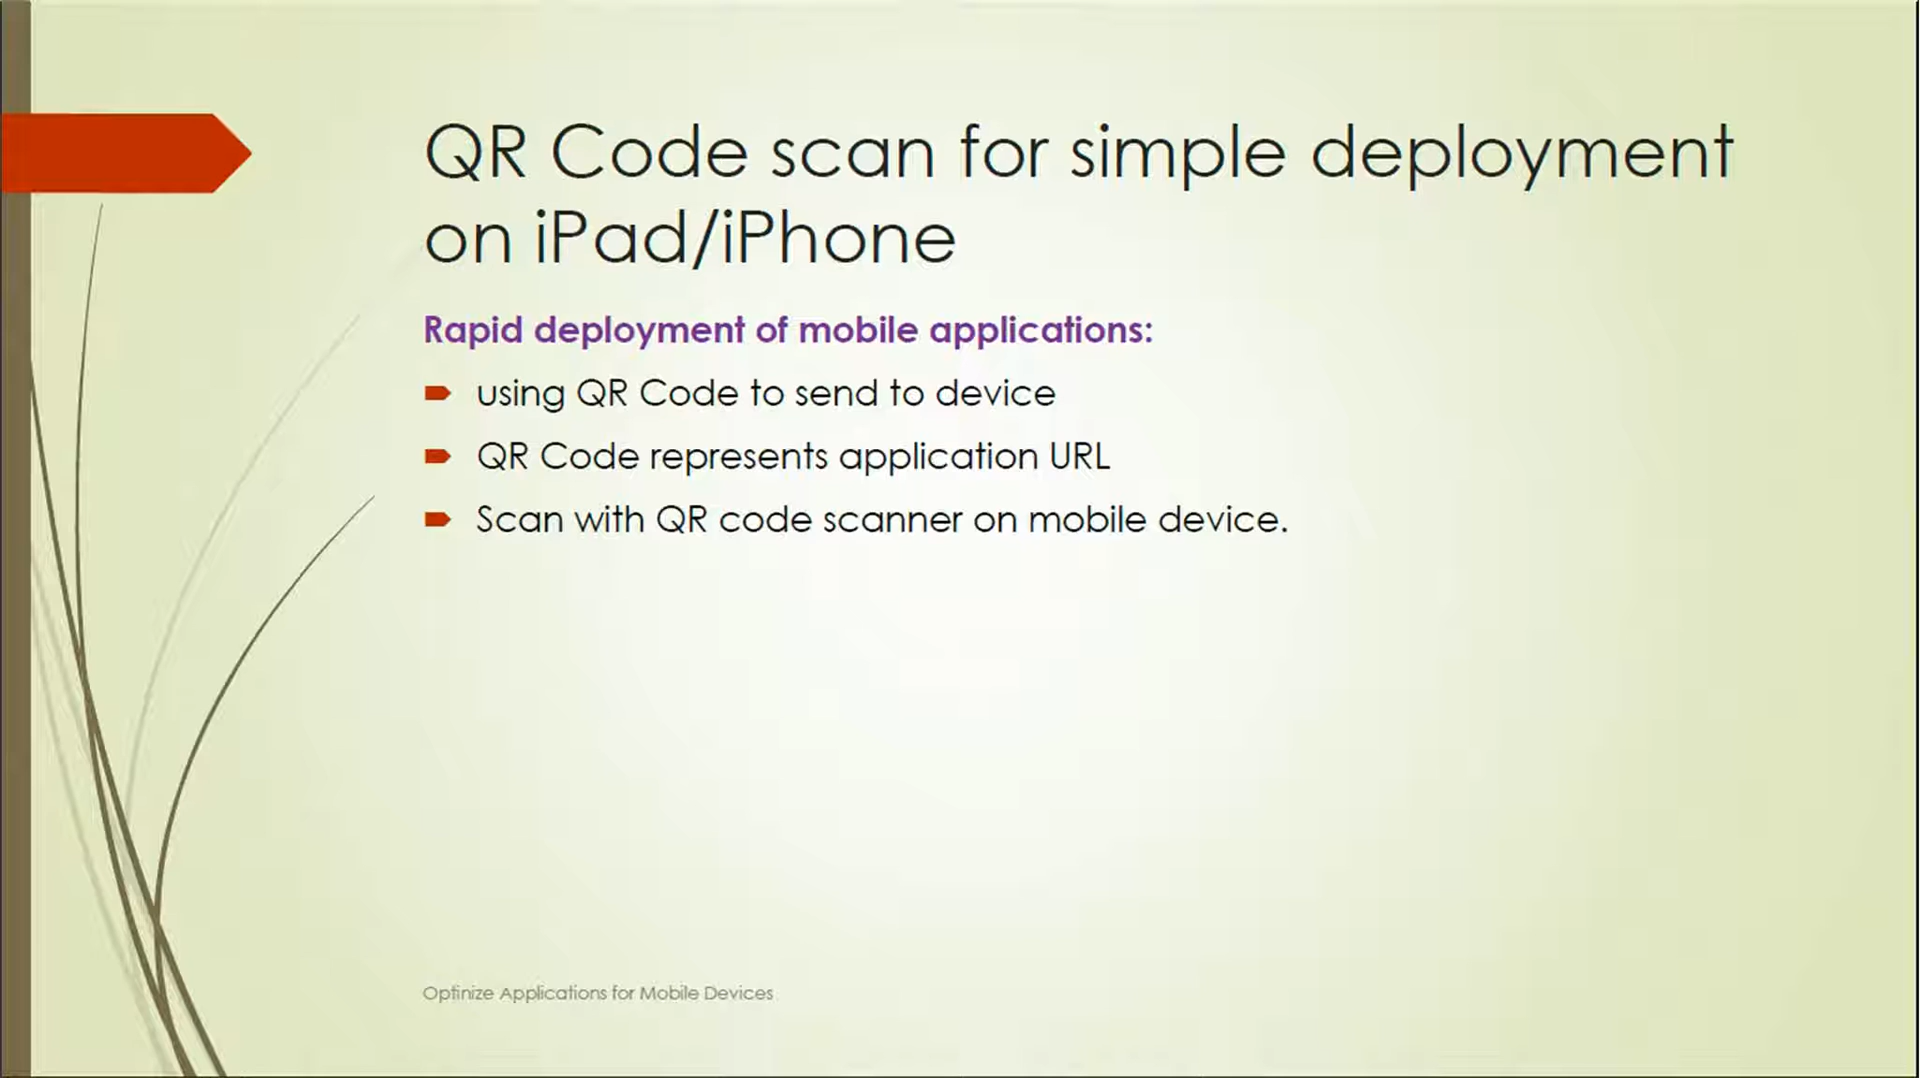 QR Code scan for simple deployment
on iPad/iPhone
Rapid deployment of mobile applications:
using QR Code to send to device
QR Code represents application URL
Scan with QR code scanner on mobile device.
Optinize Applications for Mobile Devices